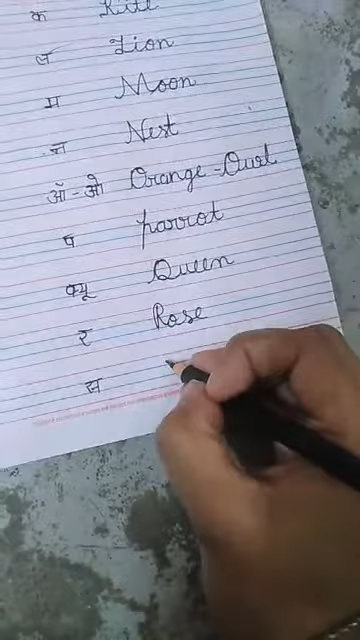 क Kite
ल Lion
म Moon
न Nest
ऑ - ओ Orange - Owl
प parrot
क्यू Queen
र Rose
स